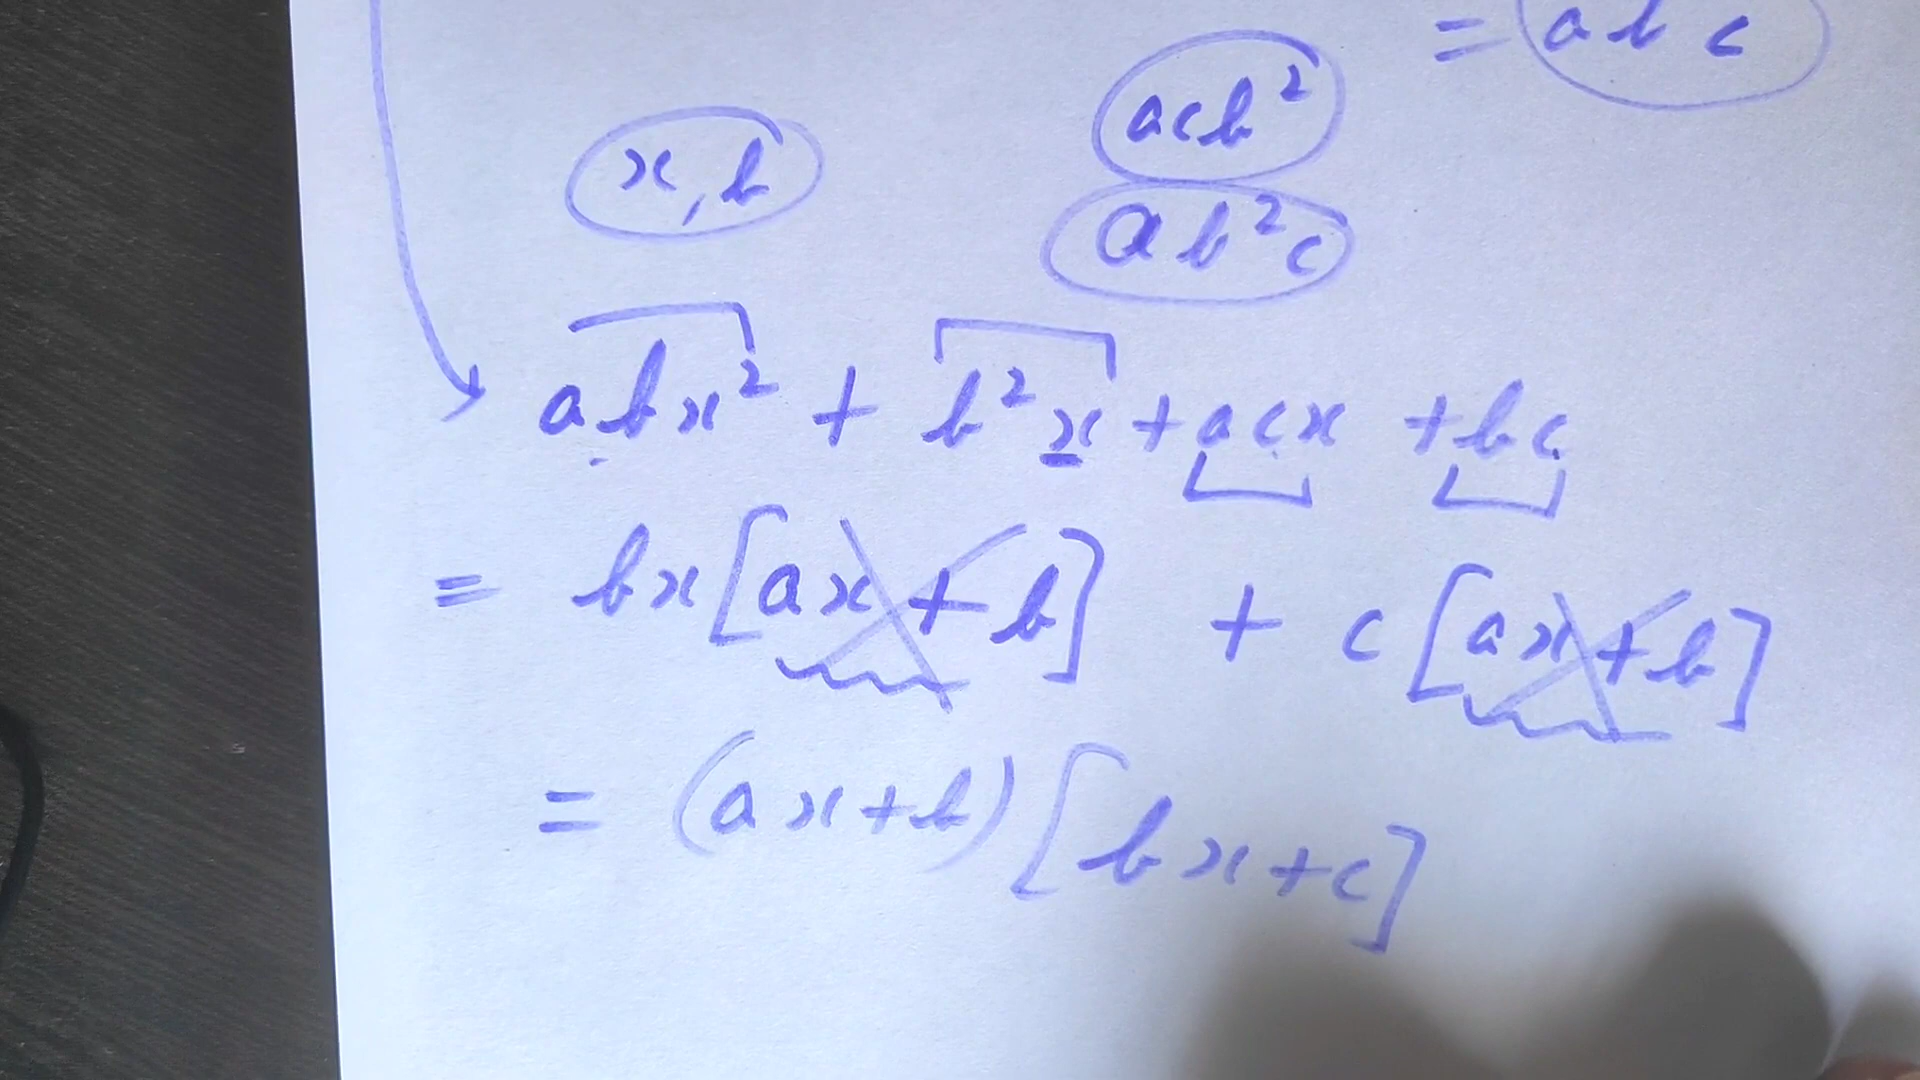 = abc
acb²
x, b
ab²c
abx² + b²x + acx + bc
= bx[ax + b] + c[ax + b]
= (ax+b)[bx+c]